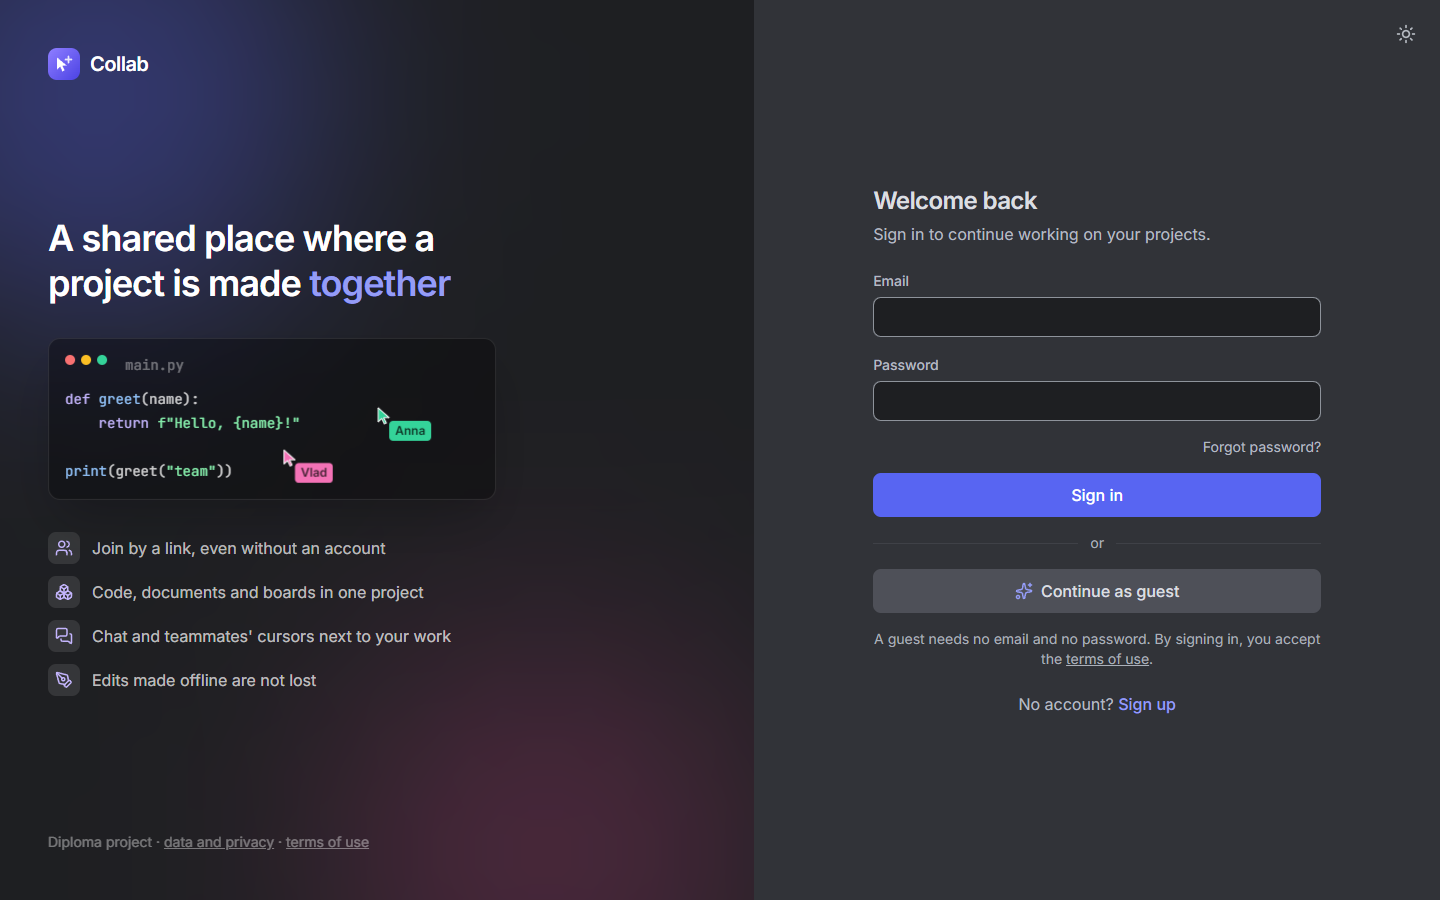 Collab
A shared place where a
project is made together
main.py
def greet(name):
    return f"Hello, {name}!"
Anna
Vlad
print(greet("team"))
Join by a link, even without an account
Code, documents and boards in one project
Chat and teammates' cursors next to your work
Edits made offline are not lost
Diploma project · data and privacy · terms of use
Welcome back
Sign in to continue working on your projects.
Email
Password
Forgot password?
Sign in
or
Continue as guest
A guest needs no email and no password. By signing in, you accept
the terms of use.
No account? Sign up